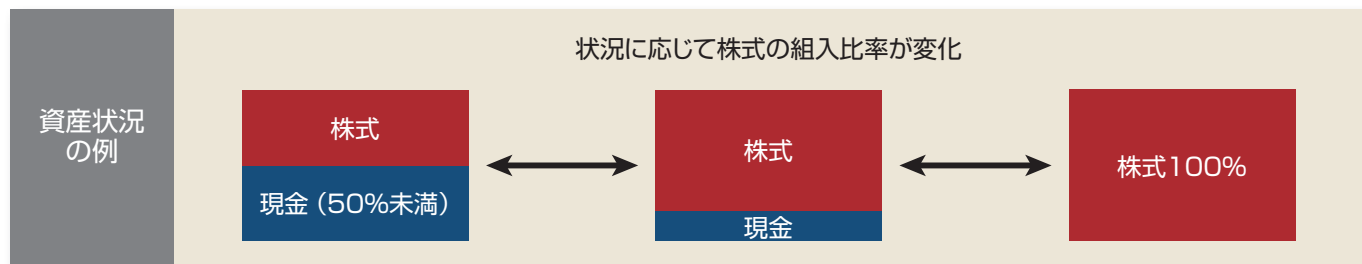 資産状況
の例
状況に応じて株式の組入比率が変化
株式
現金（50%未満）
株式
現金
株式100%